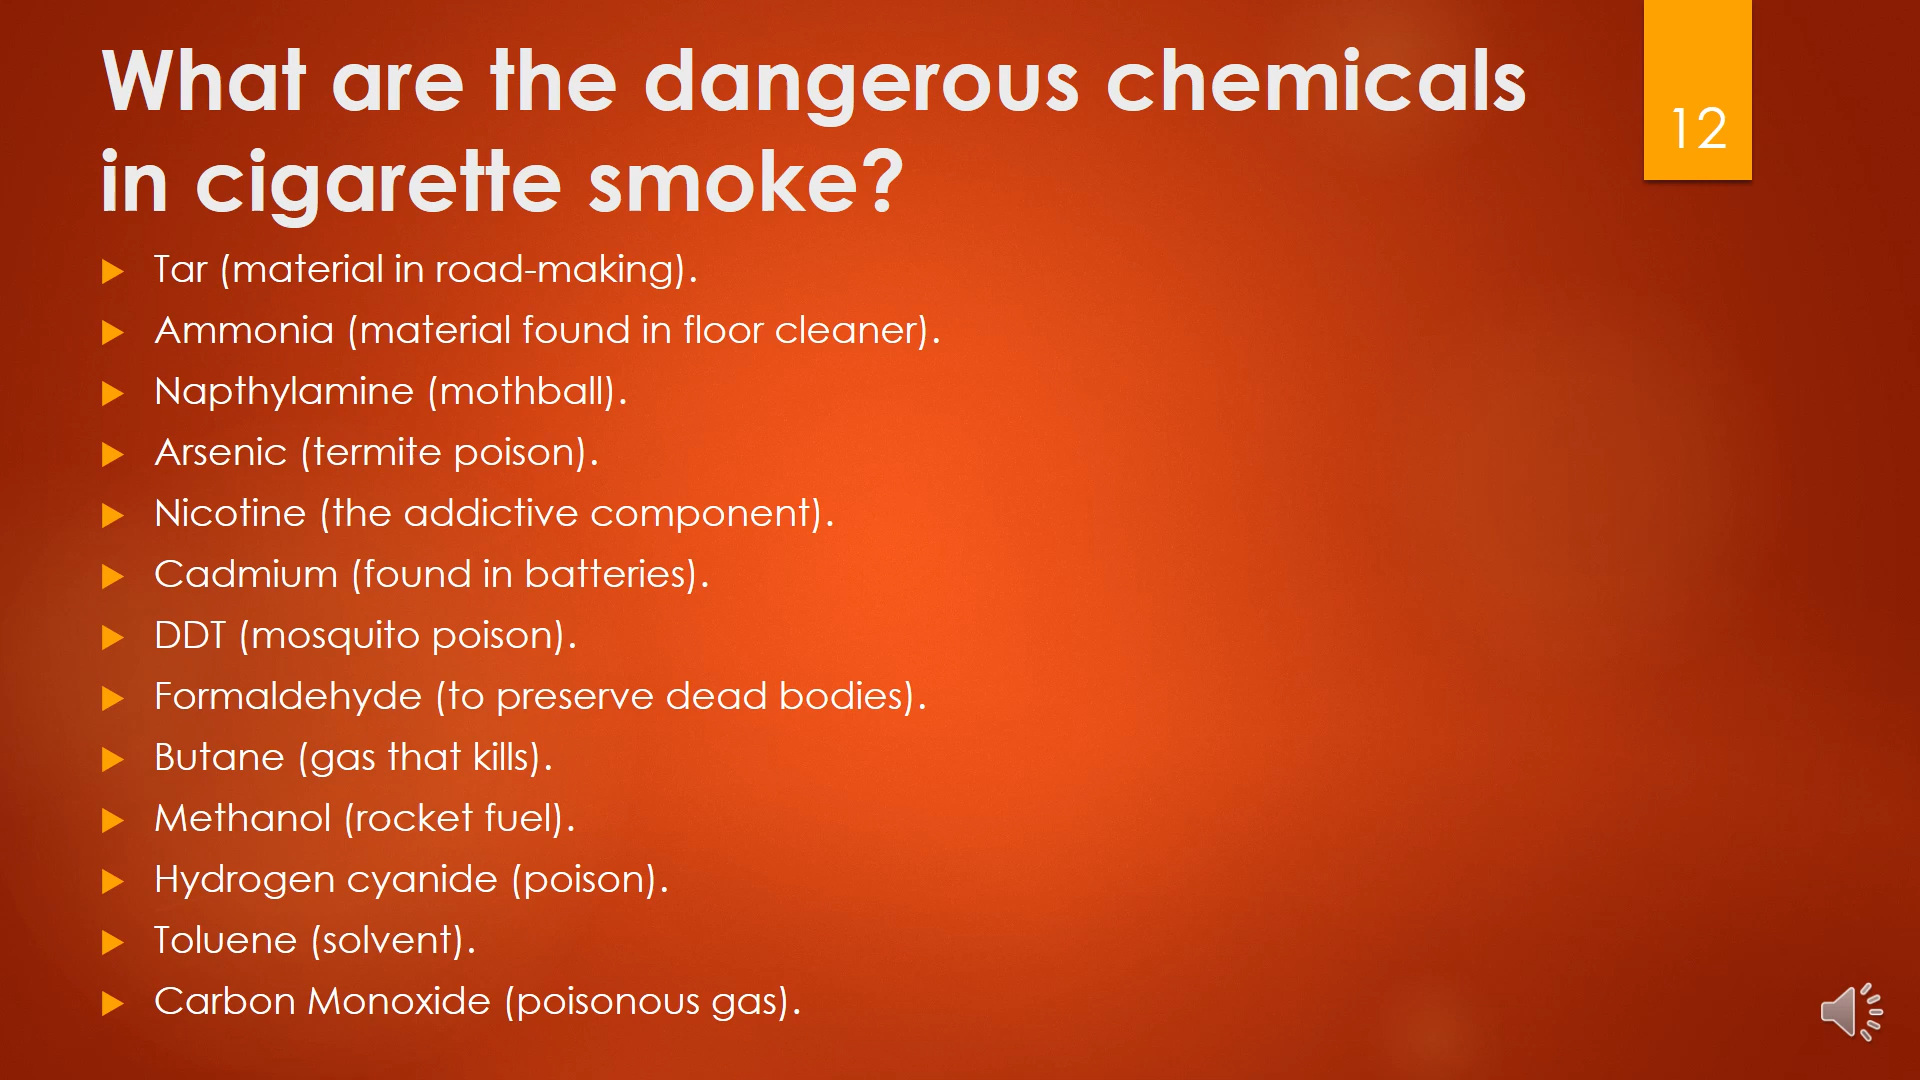 What are the dangerous chemicals
in cigarette smoke?
12
Tar (material in road-making).
Ammonia (material found in floor cleaner).
Napthylamine (mothball).
Arsenic (termite poison).
Nicotine (the addictive component).
Cadmium (found in batteries).
DDT (mosquito poison).
Formaldehyde (to preserve dead bodies).
Butane (gas that kills).
Methanol (rocket fuel).
Hydrogen cyanide (poison).
Toluene (solvent).
Carbon Monoxide (poisonous gas).